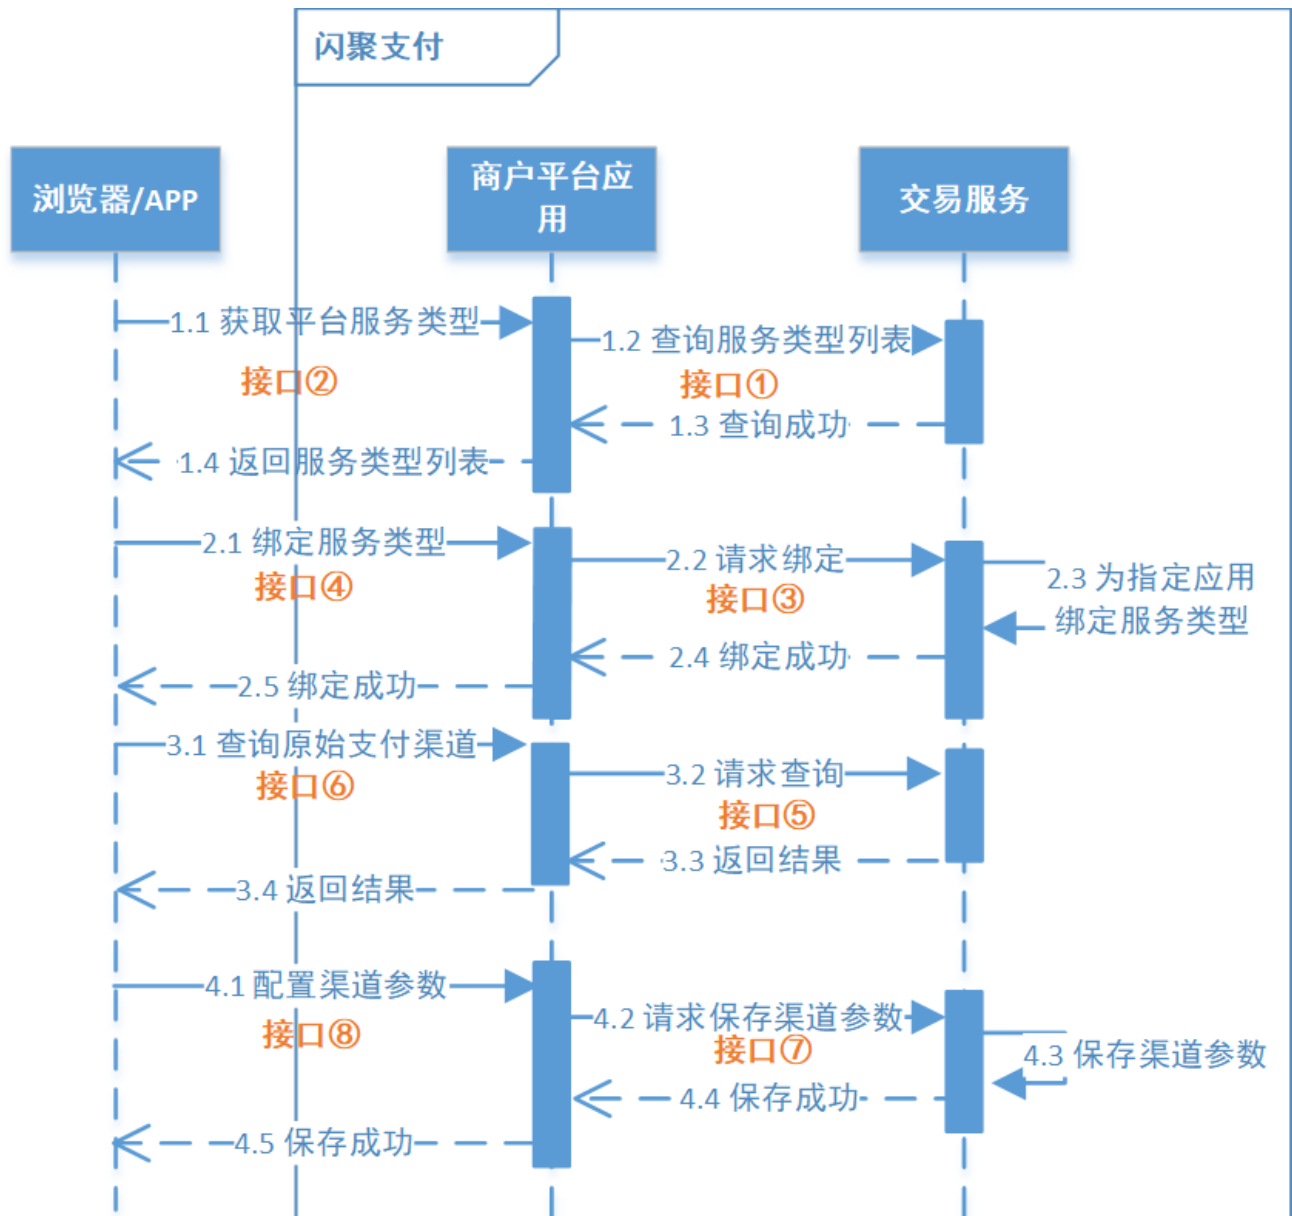 闪聚支付
浏览器/APP
商户平台应
用
交易服务
1.1 获取平台服务类型
1.2 查询服务类型列表
接口②
接口①
1.3 查询成功
1.4 返回服务类型列表
2.1 绑定服务类型
2.2 请求绑定
接口④
接口③
2.3 为指定应用
绑定服务类型
2.4 绑定成功
2.5 绑定成功
3.1 查询原始支付渠道
3.2 请求查询
接口⑥
接口⑤
3.3 返回结果
3.4 返回结果
4.1 配置渠道参数
4.2 请求保存渠道参数
接口⑧
接口⑦
4.3 保存渠道参数
4.4 保存成功
4.5 保存成功